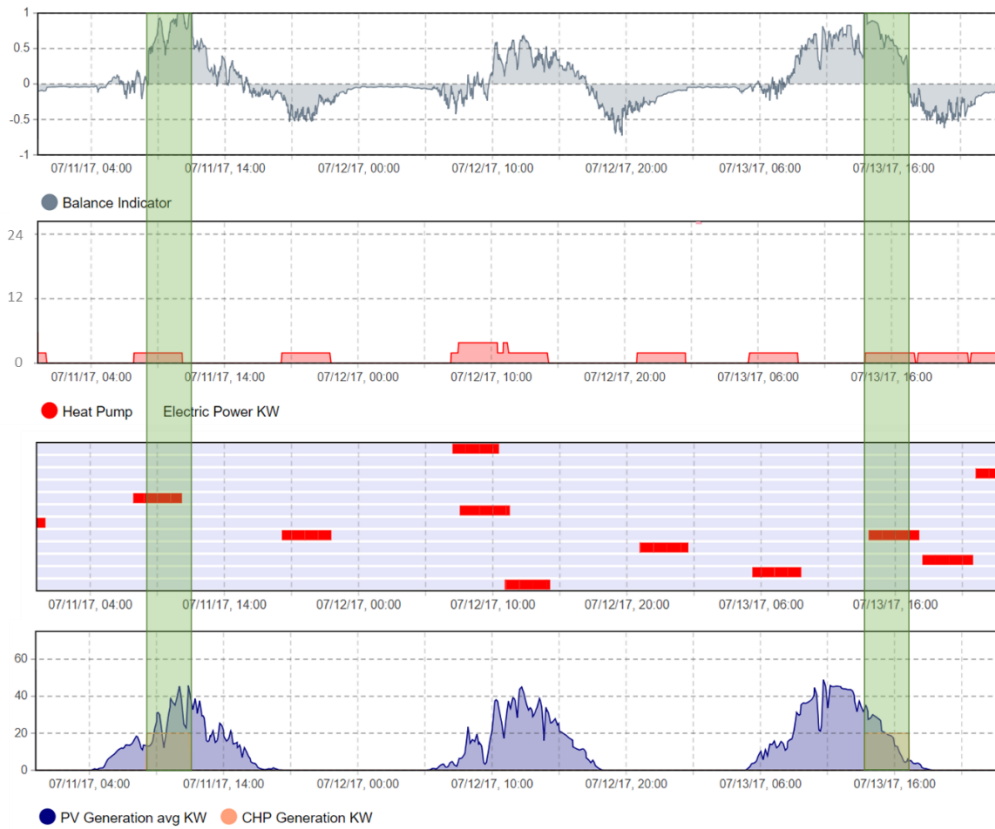 1
0.5
0
-0.5
-1
07/11/17, 04:00 07/11/17, 14:00 07/12/17, 00:00 07/12/17, 10:00 07/12/17, 20:00 07/13/17, 06:00 07/13/17, 16:00
Balance Indicator
24
12
0
07/11/17, 04:00 07/11/17, 14:00 07/12/17, 00:00 07/12/17, 10:00 07/12/17, 20:00 07/13/17, 06:00 07/13/17, 16:00
Heat Pump Electric Power KW
07/11/17, 04:00 07/11/17, 14:00 07/12/17, 00:00 07/12/17, 10:00 07/12/17, 20:00 07/13/17, 06:00 07/13/17, 16:00
60
40
20
0
07/11/17, 04:00 07/11/17, 14:00 07/12/17, 00:00 07/12/17, 10:00 07/12/17, 20:00 07/13/17, 06:00 07/13/17, 16:00
PV Generation avg KW CHP Generation KW